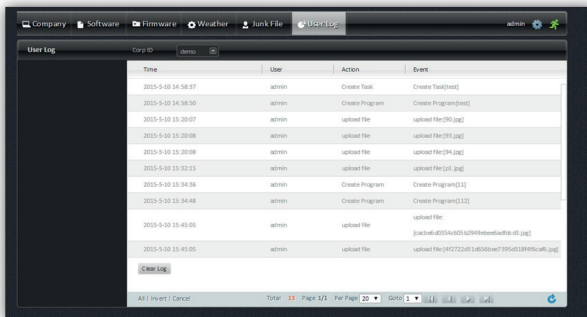 Company Software Firmware Weather Junk File User Log admin
User Log Corp ID demo
Time User Action Event
2015-5-10 14:58:37 admin Create Task Create Task[test]
2015-5-10 14:58:50 admin Create Program Create Program[test]
2015-5-10 15:20:07 admin upload file upload file:[90.jpg]
2015-5-10 15:20:08 admin upload file upload file:[93.jpg]
2015-5-10 15:20:08 admin upload file upload file:[94.jpg]
2015-5-10 15:32:15 admin upload file upload file:[p1.jpg]
2015-5-10 15:34:36 admin Create Program Create Program[11]
2015-5-10 15:34:48 admin Create Program Create Program[112]
upload file:
2015-5-10 15:45:05 admin upload file
2015-5-10 15:45:05 admin upload file
Clear Log
All | Invert | Cancel Total 13 Page 1/1 Per Page 20 Goto 1